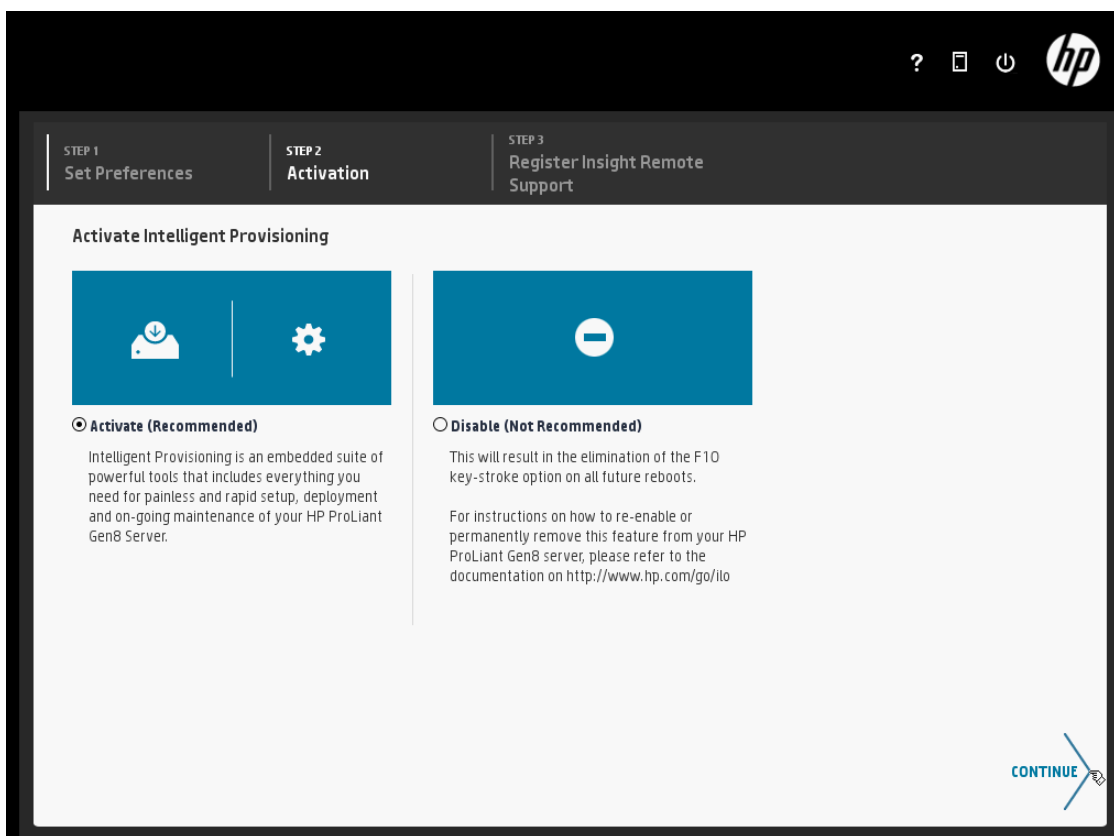 ?
hp
STEP 1
Set Preferences
STEP 2
Activation
STEP 3
Register Insight Remote
Support
Activate Intelligent Provisioning
Activate (Recommended)
Intelligent Provisioning is an embedded suite of
powerful tools that includes everything you
need for painless and rapid setup, deployment
and on-going maintenance of your HP ProLiant
Gen8 Server.
Disable (Not Recommended)
This will result in the elimination of the F10
key-stroke option on all future reboots.
For instructions on how to re-enable or
permanently remove this feature from your HP
ProLiant Gen8 server, please refer to the
documentation on http://www.hp.com/go/ilo
CONTINUE